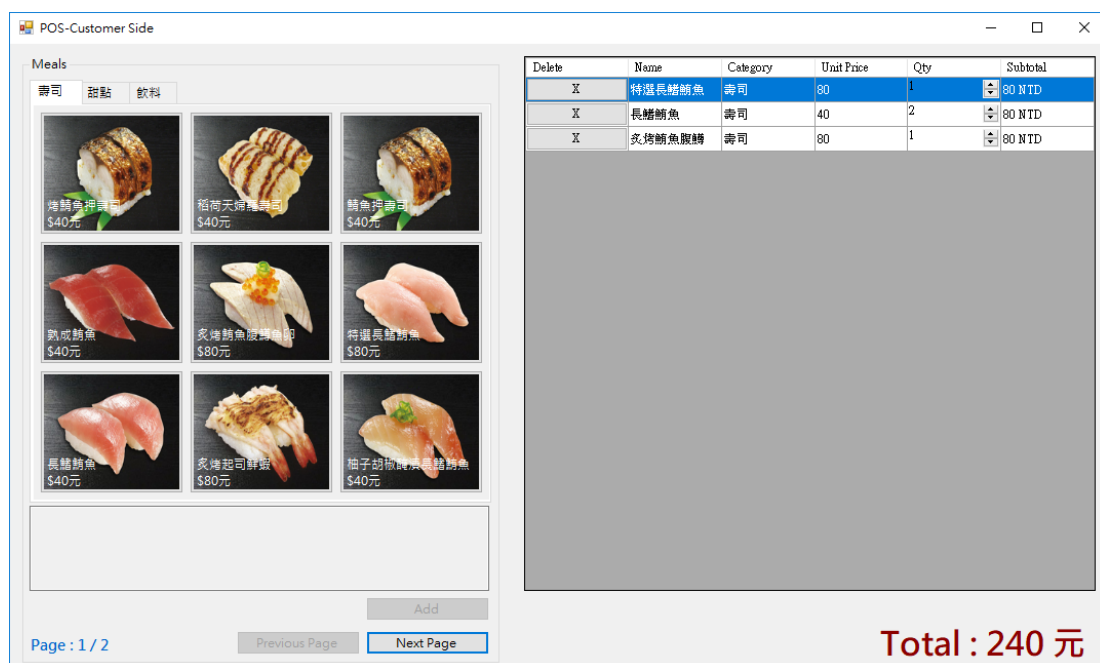 POS-Customer Side
Meals
壽司 甜點 飲料
烤鯖魚押壽司
$40元
稻荷天婦羅壽司
$40元
鯖魚押壽司
$40元
熟成鮪魚
$40元
炙烤鮪魚腹鱒魚卵
$80元
特選長鰭鮪魚
$80元
長鰭鮪魚
$40元
炙烤起司鮮蝦
$80元
柚子胡椒醃漬長鰭鮪魚
$40元
Add
Page : 1 / 2
Previous Page
Next Page
Delete Name Category Unit Price Qty Subtotal
X 特選長鰭鮪魚 壽司 80 1 80 NTD
X 長鰭鮪魚 壽司 40 2 80 NTD
X 炙烤鮪魚腹鱒 壽司 80 1 80 NTD
Total : 240 元